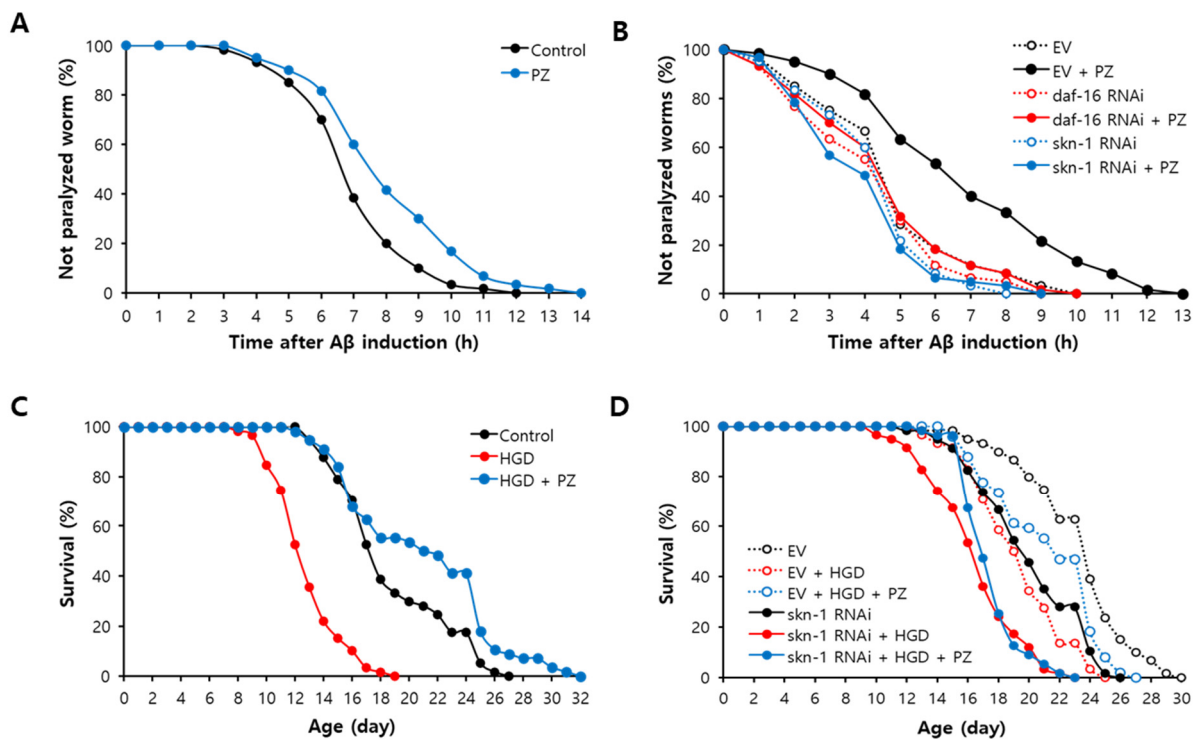 A
Not paralyzed worm (%)
100
80
60
40
20
0
0 1 2 3 4 5 6 7 8 9 10 11 12 13 14
Time after Aβ induction (h)
Control
PZ
B
Not paralyzed worms (%)
100
80
60
40
20
0
0 1 2 3 4 5 6 7 8 9 10 11 12 13
Time after Aβ induction (h)
EV
EV + PZ
daf-16 RNAi
daf-16 RNAi + PZ
skn-1 RNAi
skn-1 RNAi + PZ
C
Survival (%)
100
80
60
40
20
0
0 2 4 6 8 10 12 14 16 18 20 22 24 26 28 30 32
Age (day)
Control
HGD
HGD + PZ
D
Survival (%)
100
80
60
40
20
0
0 2 4 6 8 10 12 14 16 18 20 22 24 26 28 30
Age (day)
EV
EV + HGD
EV + HGD + PZ
skn-1 RNAi
skn-1 RNAi + HGD
skn-1 RNAi + HGD + PZ